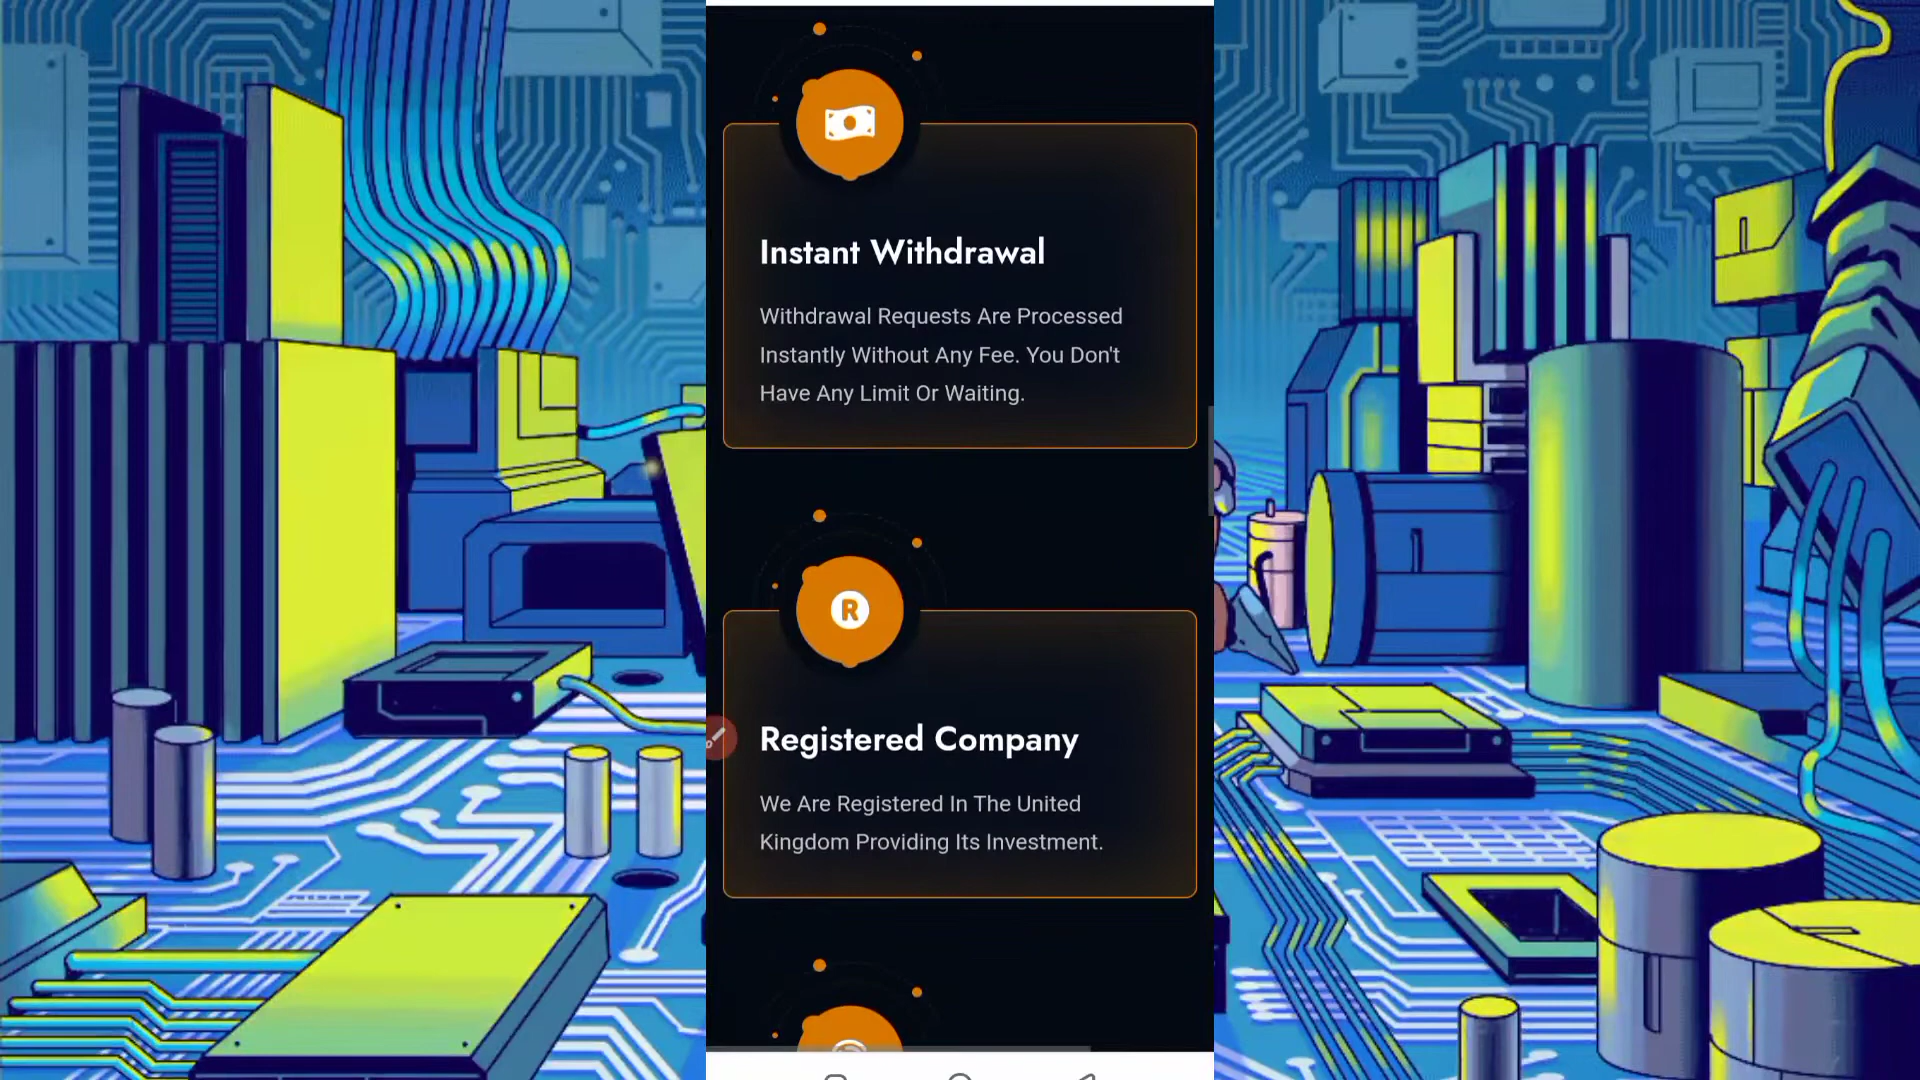 Instant Withdrawal
Withdrawal Requests Are Processed
Instantly Without Any Fee. You Don't
Have Any Limit Or Waiting.
R
Registered Company
We Are Registered In The United
Kingdom Providing Its Investment.